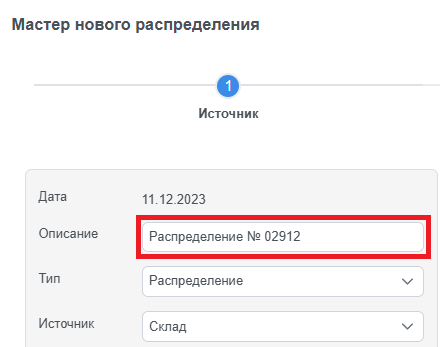 Мастер нового распределения
1
Источник
Дата 11.12.2023
Описание Распределение № 02912
Тип Распределение
Источник Склад